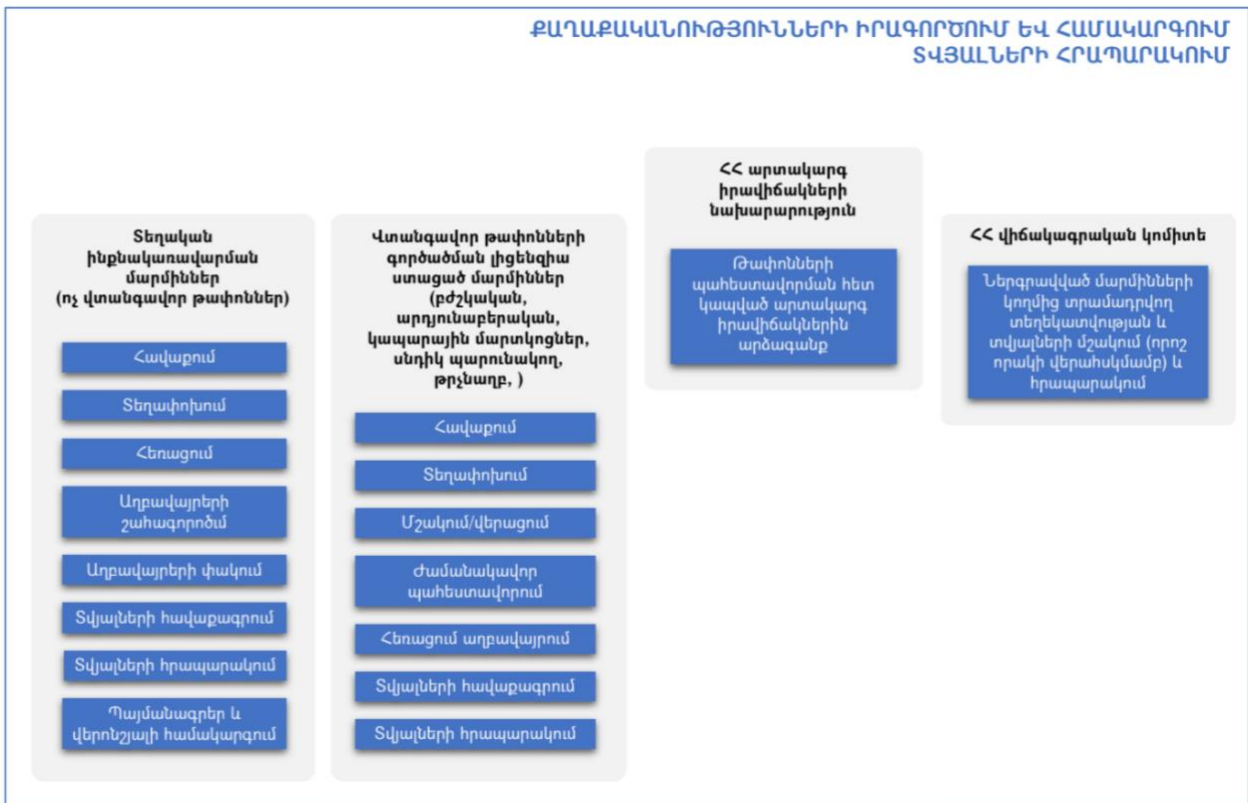 ՔԱՂԱՔԱԿԱՆՈՒԹՅՈՒՆՆԵՐԻ ԻՐԱԳՈՐԾՈՒՄ ԵՎ ՀԱՄԱԿԱՐԳՈՒՄ
ՏՎՅԱԼՆԵՐԻ ՀՐԱՊԱՐԱԿՈՒՄ
Տեղական
ինքնակառավարման
մարմիններ
(ոչ վտանգավոր թափոններ)
Հավաքում
Տեղափոխում
Հեռացում
Աղբավայրերի
շահագործւմ
Աղբավայրերի փակում
Տվյալների հավաքագրում
Տվյալների հրապարակում
Պայմանագրեր և
վերոնշյալի համակարգում
Վտանգավոր թափոնների
գործածման լիցենզիա
ստացած մարմիններ
(բժշկական,
արդյունաբերական,
կապարային մարտկոցներ,
սնդիկ պարունակող,
թրչնաղբ, )
Հավաքում
Տեղափոխում
Մշակում/վերացում
Ժամանակավոր
պահեստավորում
Հեռացում աղբավայրում
Տվյալների հավաքագրում
Տվյալների հրապարակում
ՀՀ արտակարգ
իրավիճակների
նախարարություն
Թափոնների
պահեստավորման հետ
կապված արտակարգ
իրավիճակներին
արձագանք
ՀՀ վիճակագրական կոմիտե
Ներգրավված մարմինների
կողմից տրամադրվող
տեղեկատվության և
տվյալների մշակում (որոշ
որակի վերահսկմամբ) և
հրապարակում